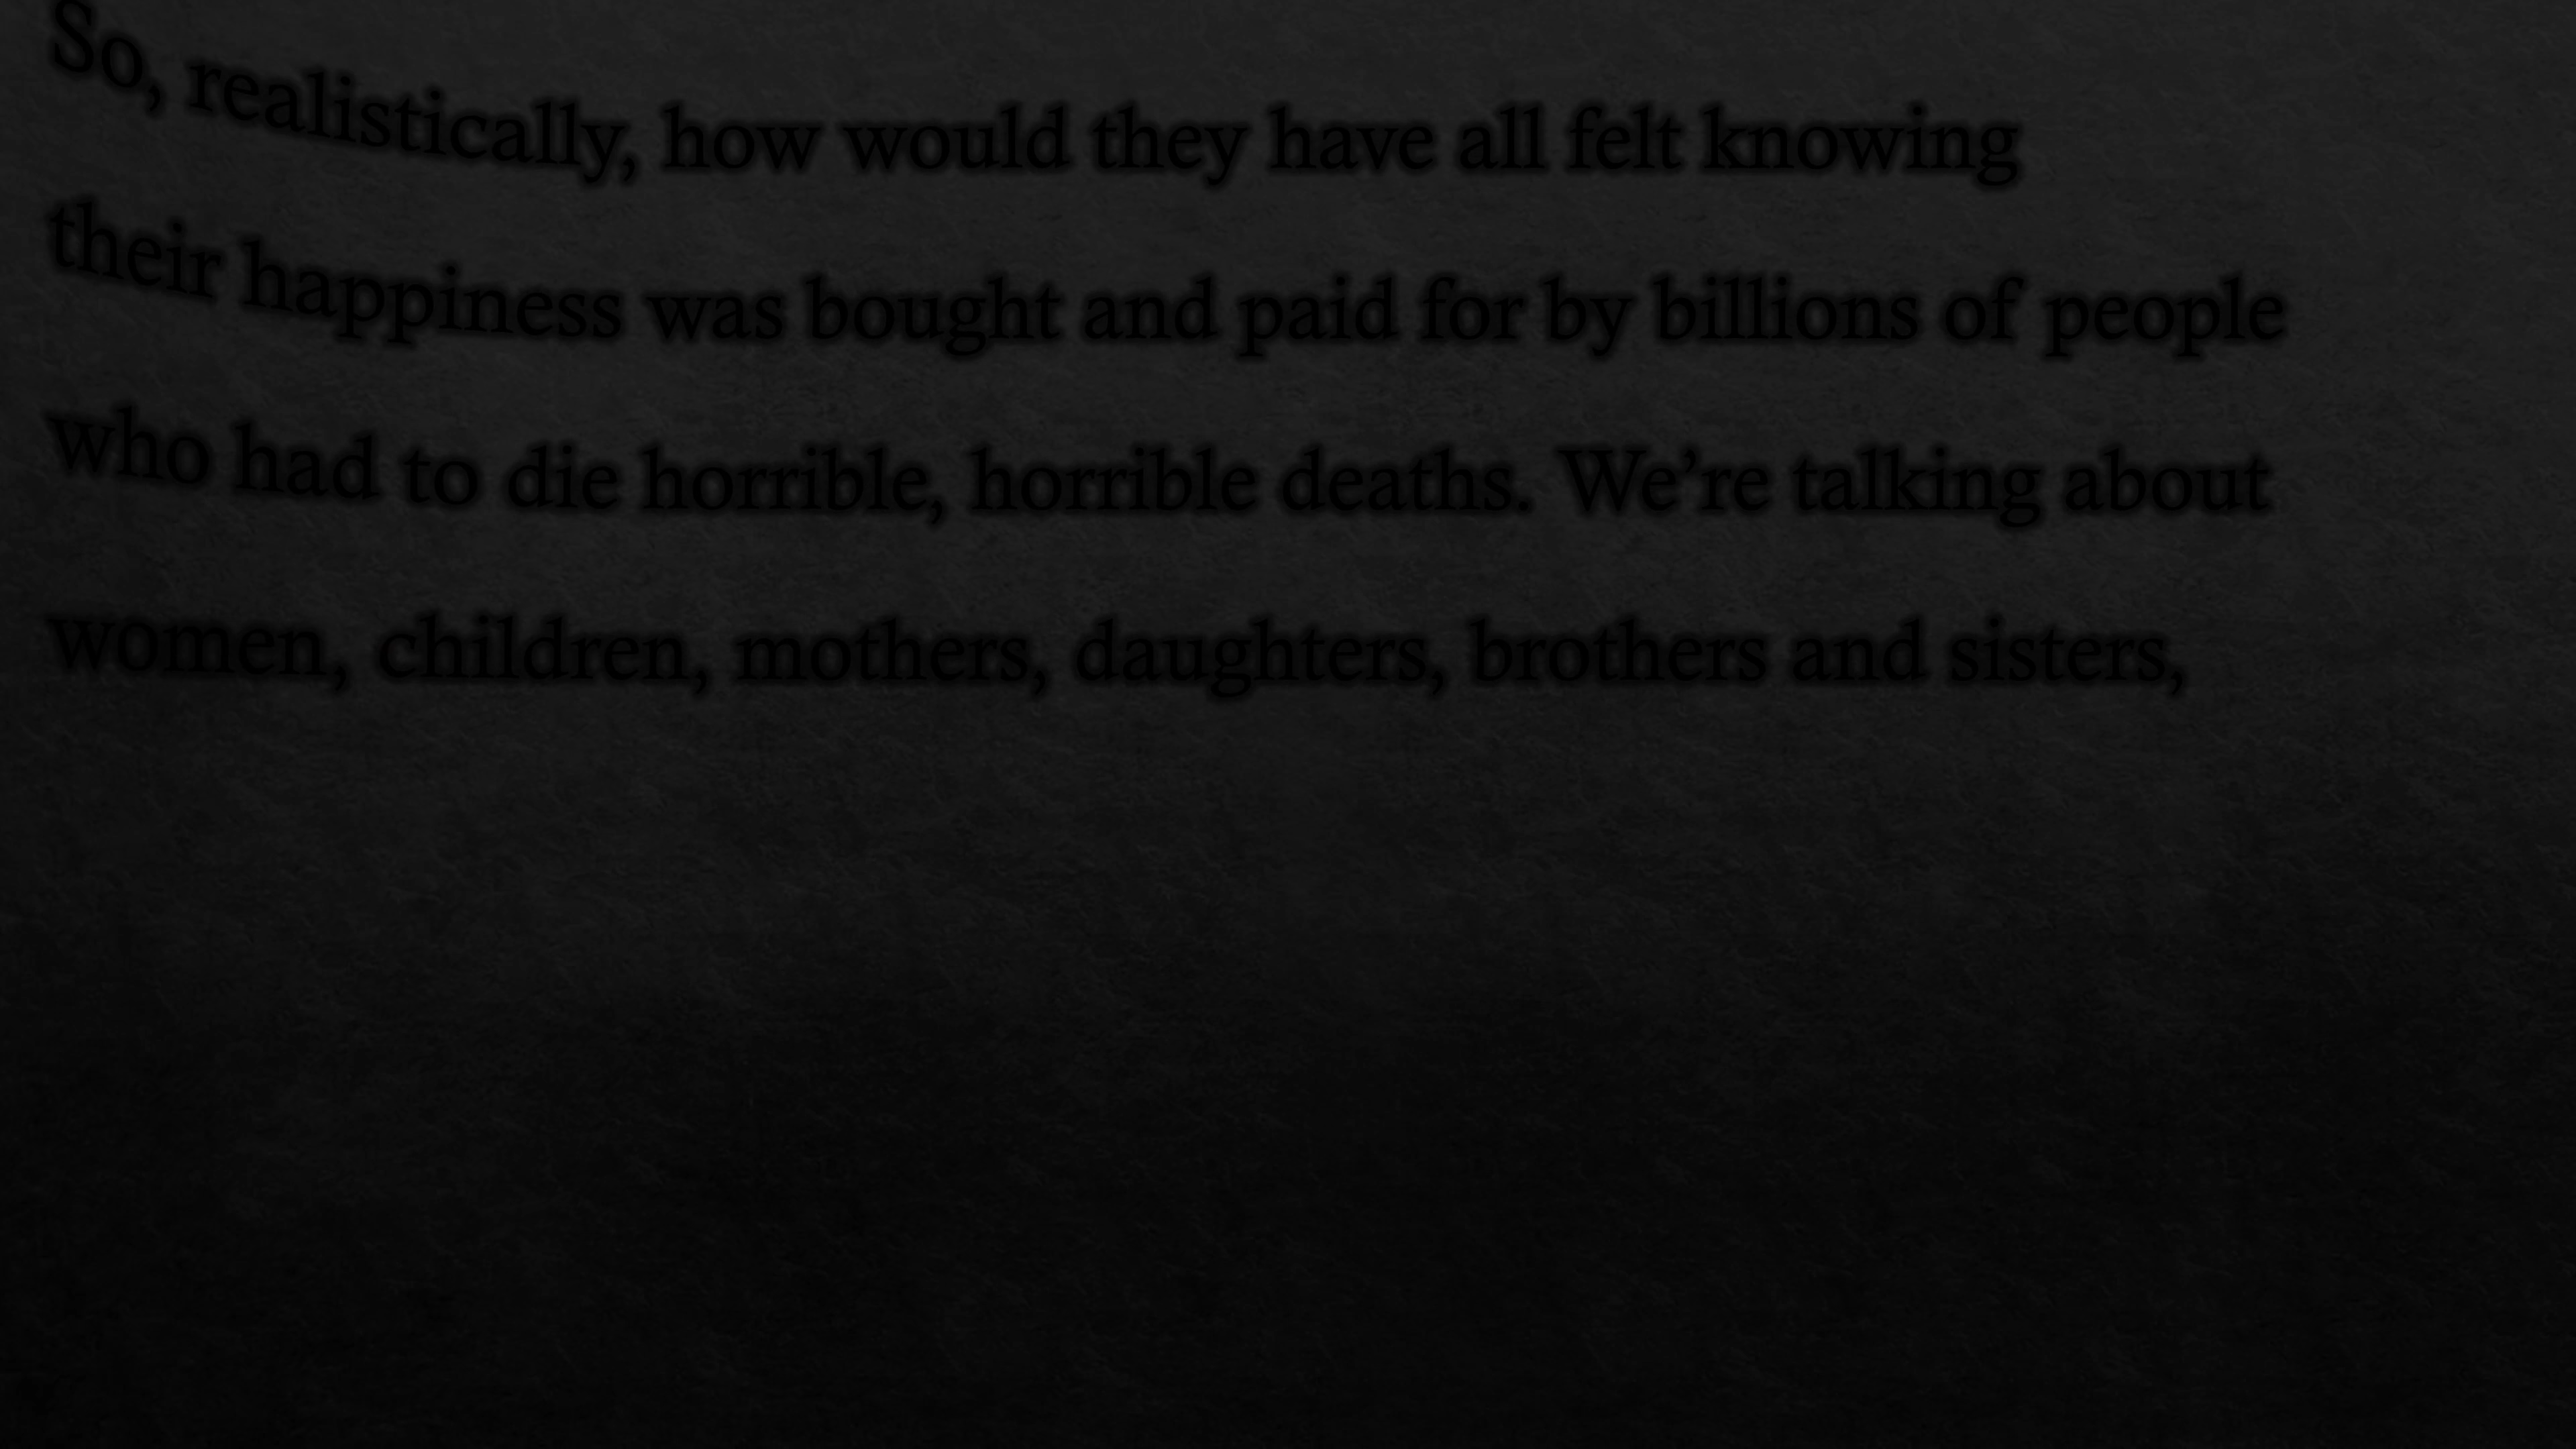 So, realistically, how would they have all felt knowing
their happiness was bought and paid for by billions of people
who had to die horrible, horrible deaths. We’re talking about
women, children, mothers, daughters, brothers and sisters,